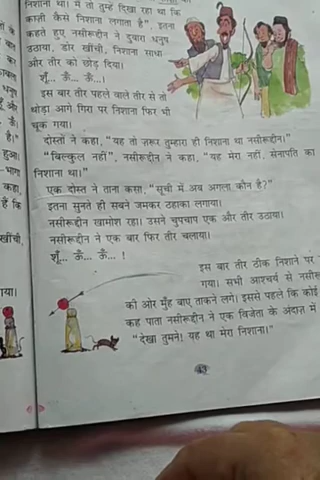 निशाना था। मैं तो तुम्हें दिखा रहा था कि
काज़ी कैसे निशाना लगाता है", इतना
कहते हुए नसीरुद्दीन ने दुबारा धनुष
उठाया, डोर खींची, निशाना साधा
और तीर को छोड़ दिया।
शूँ... ऊँ... ऊँ...।
इस बार तीर पहले वाले तीर से तो
थोड़ा आगे गिरा पर निशाना फिर भी
चूक गया।
दोस्तों ने कहा, "यह तो ज़रूर तुम्हारा ही निशाना था नसीरुद्दीन।"
"बिल्कुल नहीं", नसीरुद्दीन ने कहा, "यह मेरा नहीं, सेनापति का
निशाना था।"
एक दोस्त ने ताना कसा, "सूची में अब अगला कौन है?"
इतना सुनते ही सबने जमकर ठहाका लगाया।
नसीरुद्दीन खामोश रहा। उसने चुपचाप एक और तीर उठाया।
नसीरुद्दीन ने एक बार फिर तीर चलाया।
शूँ... ऊँ... ऊँ... !
इस बार तीर ठीक निशाने पर
गया। सभी आश्चर्य से
की ओर मुँह बाए ताकने लगे। इससे पहले कि कोई
कह पाता नसीरुद्दीन ने एक विजेता के अंदाज़ में
"देखा तुमने! यह था मेरा निशाना।"